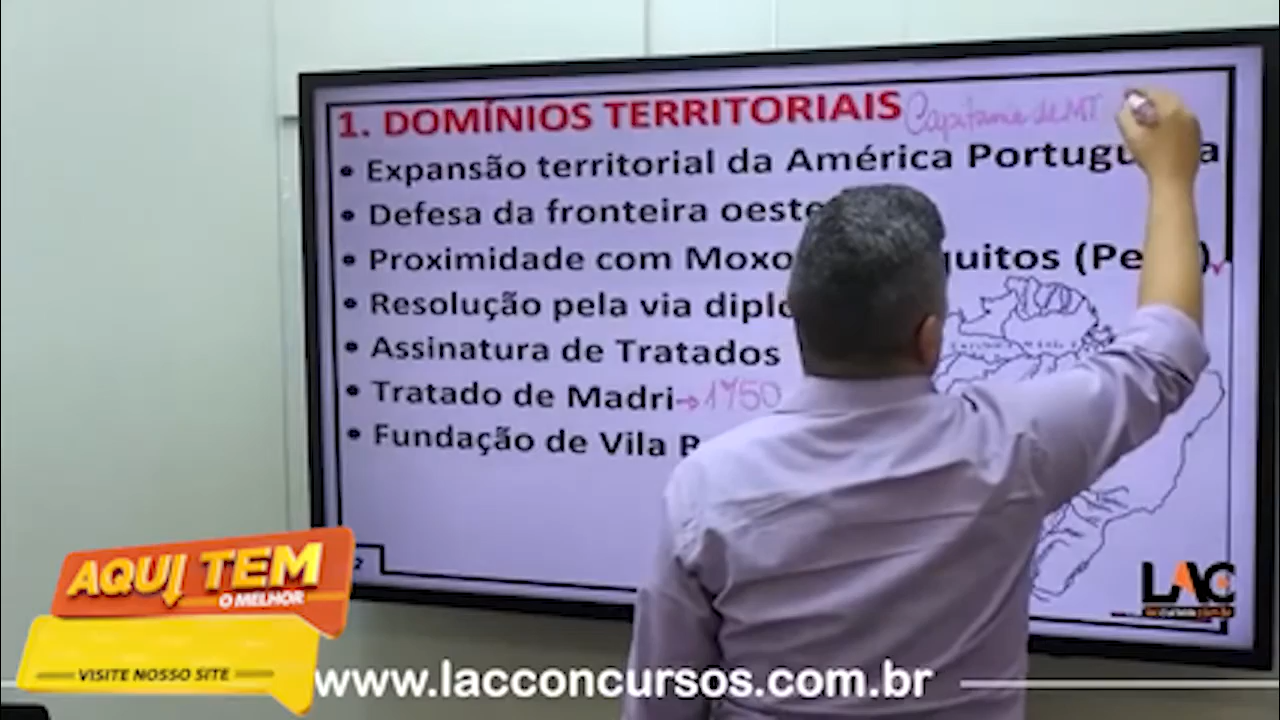 1. DOMÍNIOS TERRITORIAIS Capitania de MT
• Expansão territorial da América Portug a
• Defesa da fronteira oeste
• Proximidade com Moxo quitos (Pe )
• Resolução pela via diplo
• Assinatura de Tratados
• Tratado de Madri→1750
• Fundação de Vila B
LAC
AQUI TEM
O MELHOR
VISITE NOSSO SITE
www.lacconcursos.com.br